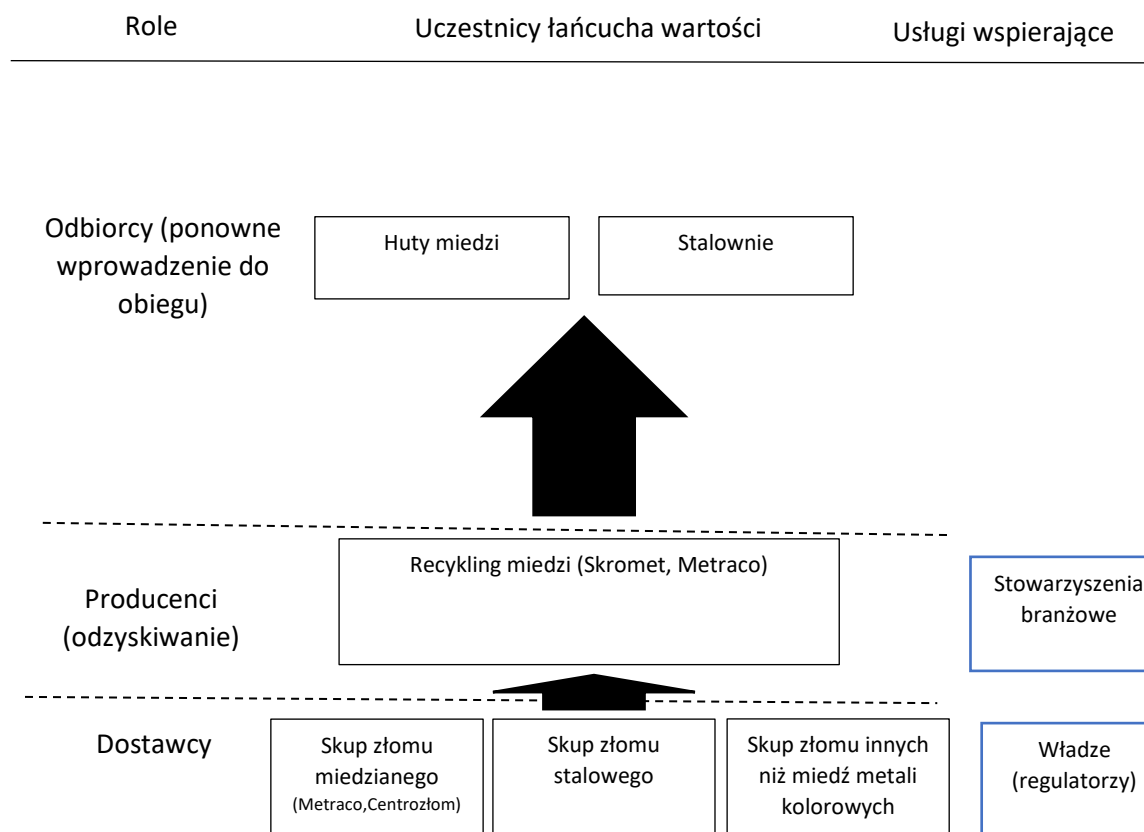 Role
Uczestnicy łańcucha wartości
Usługi wspierające
Odbiorcy (ponowne
wprowadzenie do
obiegu)
Huty miedzi
Stalownie
Producenci
(odzyskiwanie)
Recykling miedzi (Skromet, Metraco)
Stowarzyszenia
branżowe
Dostawcy
Skup złomu
miedzianego
(Metraco,Centrozłom)
Skup złomu
stalowego
Skup złomu innych
niż miedź metali
kolorowych
Władze
(regulatorzy)